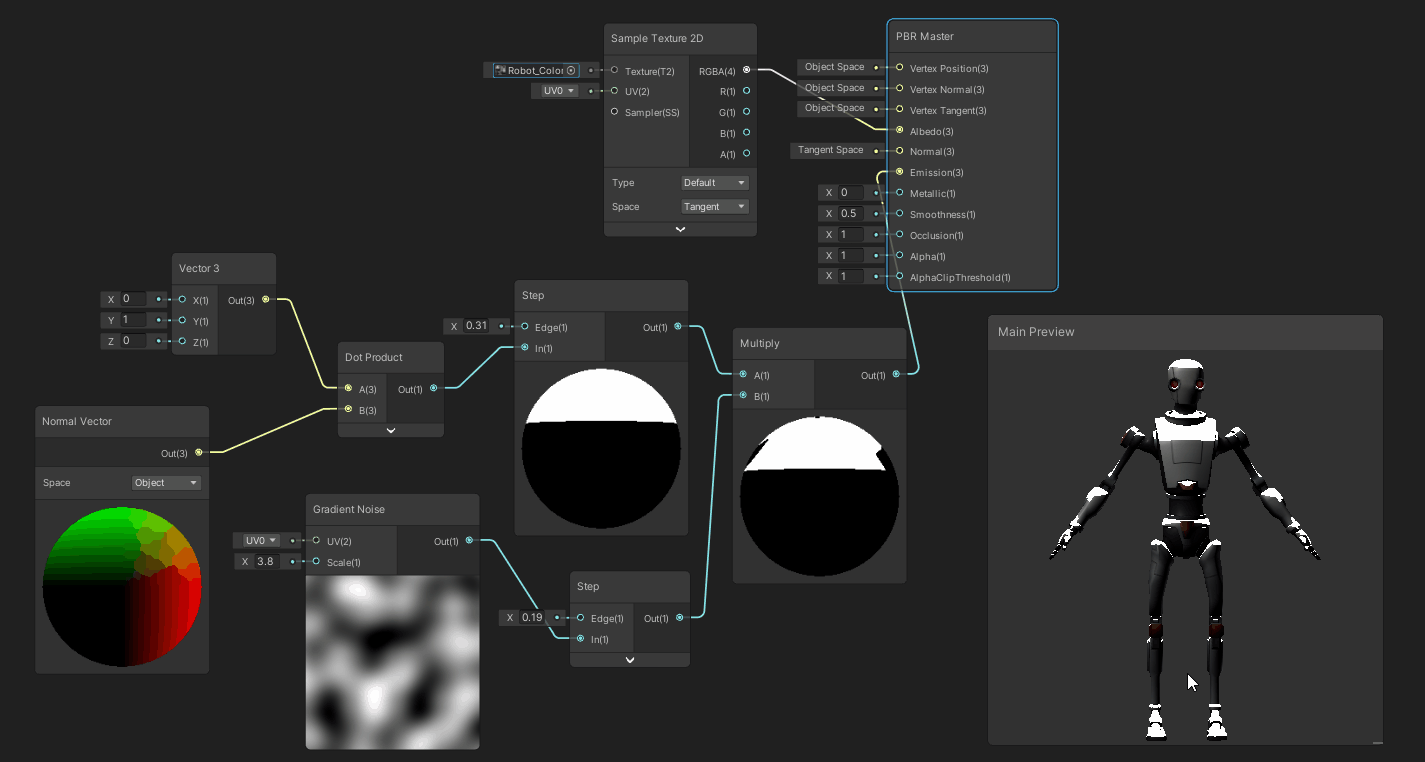 Sample Texture 2D
Robot_Color
Texture(T2)
RGBA(4)
UV0
UV(2)
R(1)
Sampler(SS)
G(1)
B(1)
A(1)
Type
Default
Space
Tangent
PBR Master
Object Space
Vertex Position(3)
Object Space
Vertex Normal(3)
Object Space
Vertex Tangent(3)
Albedo(3)
Tangent Space
Normal(3)
Emission(3)
X 0
Metallic(1)
X 0.5
Smoothness(1)
X 1
Occlusion(1)
X 1
Alpha(1)
X 1
AlphaClipThreshold(1)
Vector 3
X 0
X(1)
Out(3)
Y 1
Y(1)
Z 0
Z(1)
Dot Product
A(3)
Out(1)
B(3)
Normal Vector
Out(3)
Space
Object
Step
X 0.31
Edge(1)
Out(1)
In(1)
Multiply
A(1)
Out(1)
B(1)
Gradient Noise
UV0
UV(2)
Out(1)
X 3.8
Scale(1)
Step
X 0.19
Edge(1)
Out(1)
In(1)
Main Preview